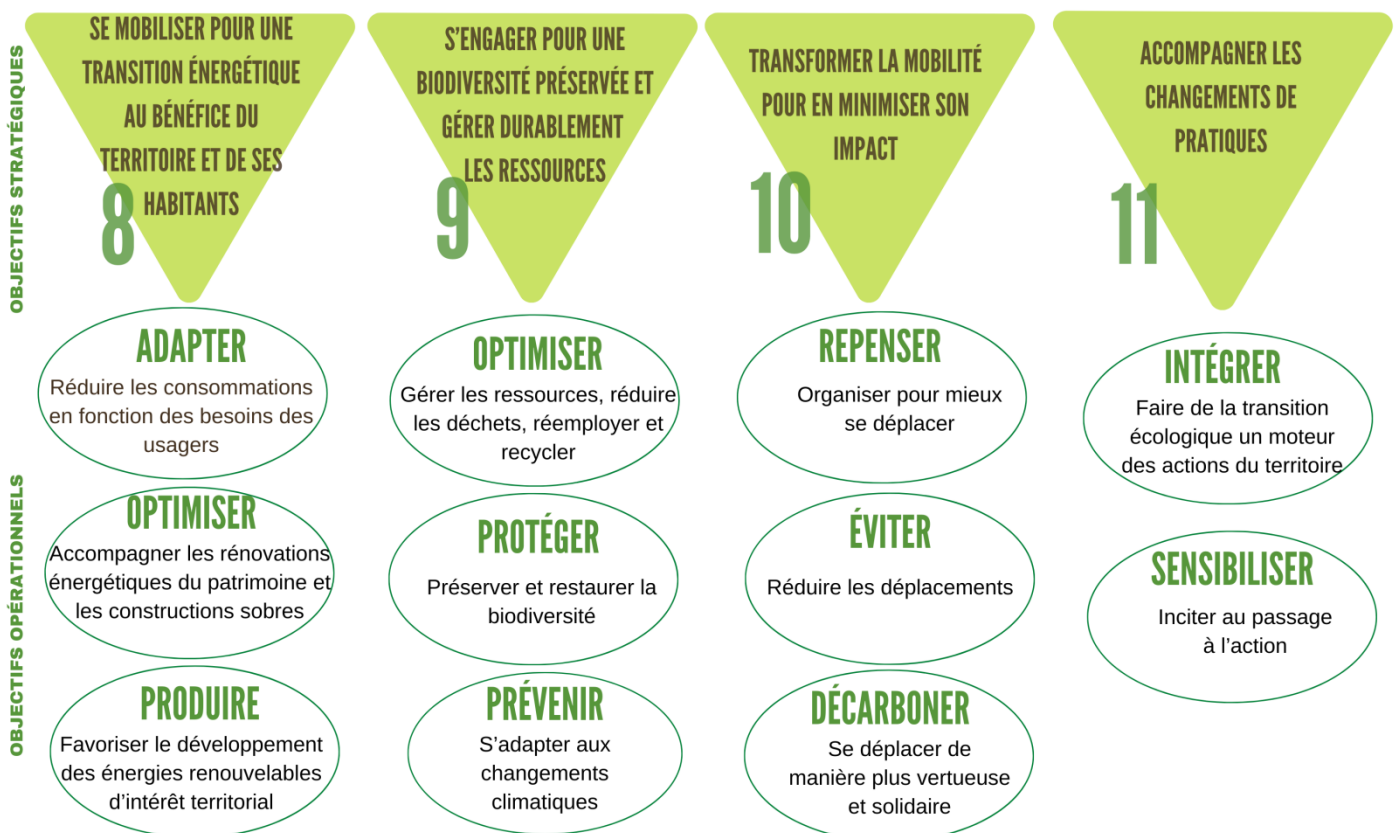 OBJECTIFS STRATÉGIQUES
SE MOBILISER POUR UNE
TRANSITION ÉNERGÉTIQUE
AU BÉNÉFICE DU
TERRITOIRE ET DE SES
HABITANTS
8
S'ENGAGER POUR UNE
BIODIVERSITÉ PRÉSERVÉE ET
GÉRER DURABLEMENT
LES RESSOURCES
9
TRANSFORMER LA MOBILITÉ
POUR EN MINIMISER SON
IMPACT
10
ACCOMPAGNER LES
CHANGEMENTS DE
PRATIQUES
11
OBJECTIFS OPÉRATIONNELS
ADAPTER
Réduire les consommations
en fonction des besoins des
usagers
OPTIMISER
Accompagner les rénovations
énergétiques du patrimoine et
les constructions sobres
PRODUIRE
Favoriser le développement
des énergies renouvelables
d'intérêt territorial
OPTIMISER
Gérer les ressources, réduire
les déchets, réemployer et
recycler
PROTÉGER
Préserver et restaurer la
biodiversité
PRÉVENIR
S'adapter aux
changements
climatiques
REPENSER
Organiser pour mieux
se déplacer
ÉVITER
Réduire les déplacements
DÉCARBONER
Se déplacer de
manière plus vertueuse
et solidaire
INTÉGRER
Faire de la transition
écologique un moteur
des actions du territoire
SENSIBILISER
Inciter au passage
à l'action